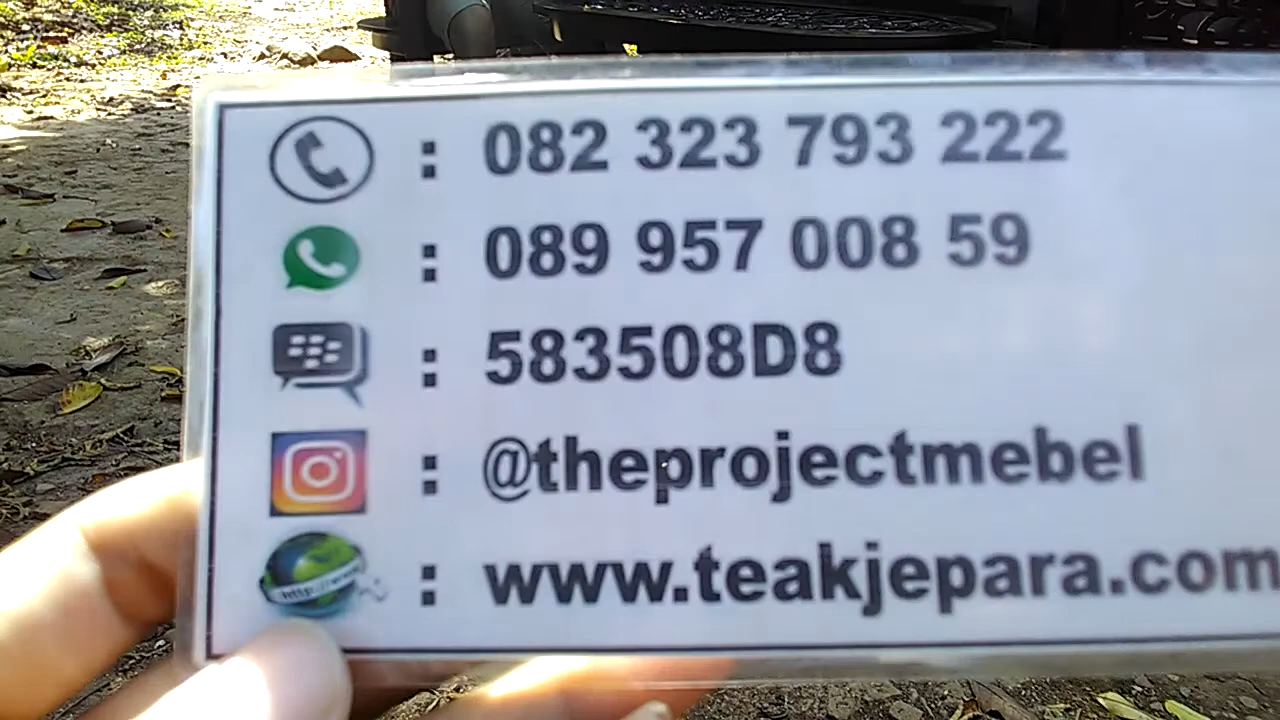 : 082 323 793 222
: 089 957 008 59
: 583508D8
: @theprojectmebel
: www.teakjepara.com